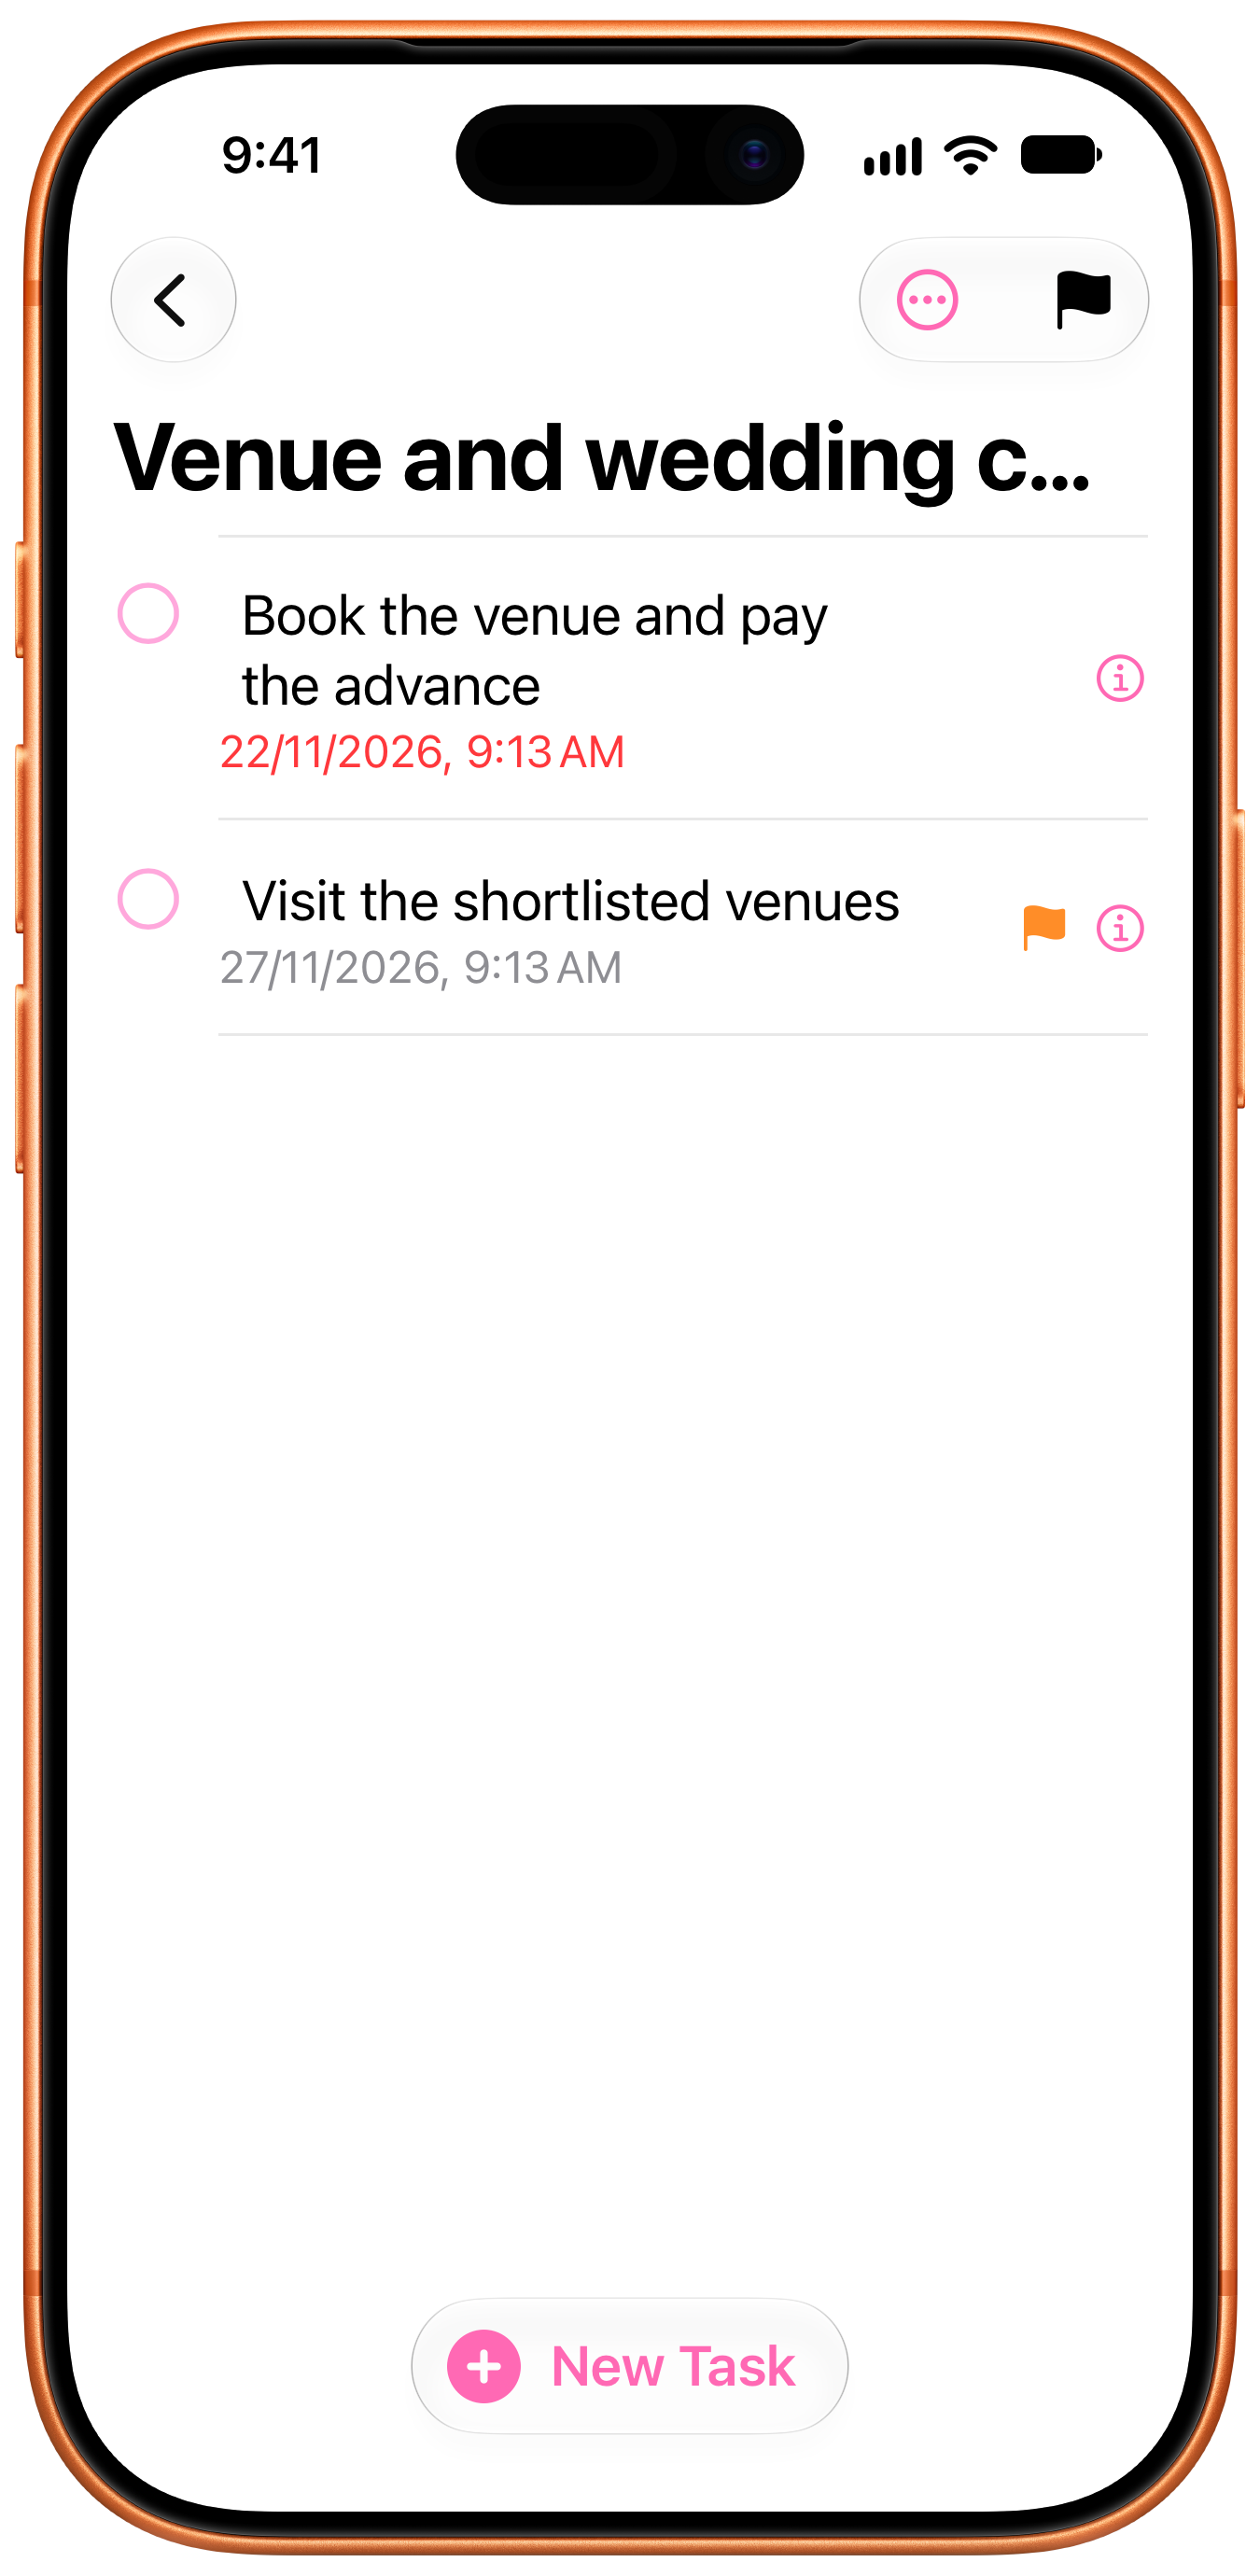 9:41
Venue and wedding c...
Book the venue and pay
the advance
22/11/2026, 9:13 AM
Visit the shortlisted venues
27/11/2026, 9:13 AM
New Task